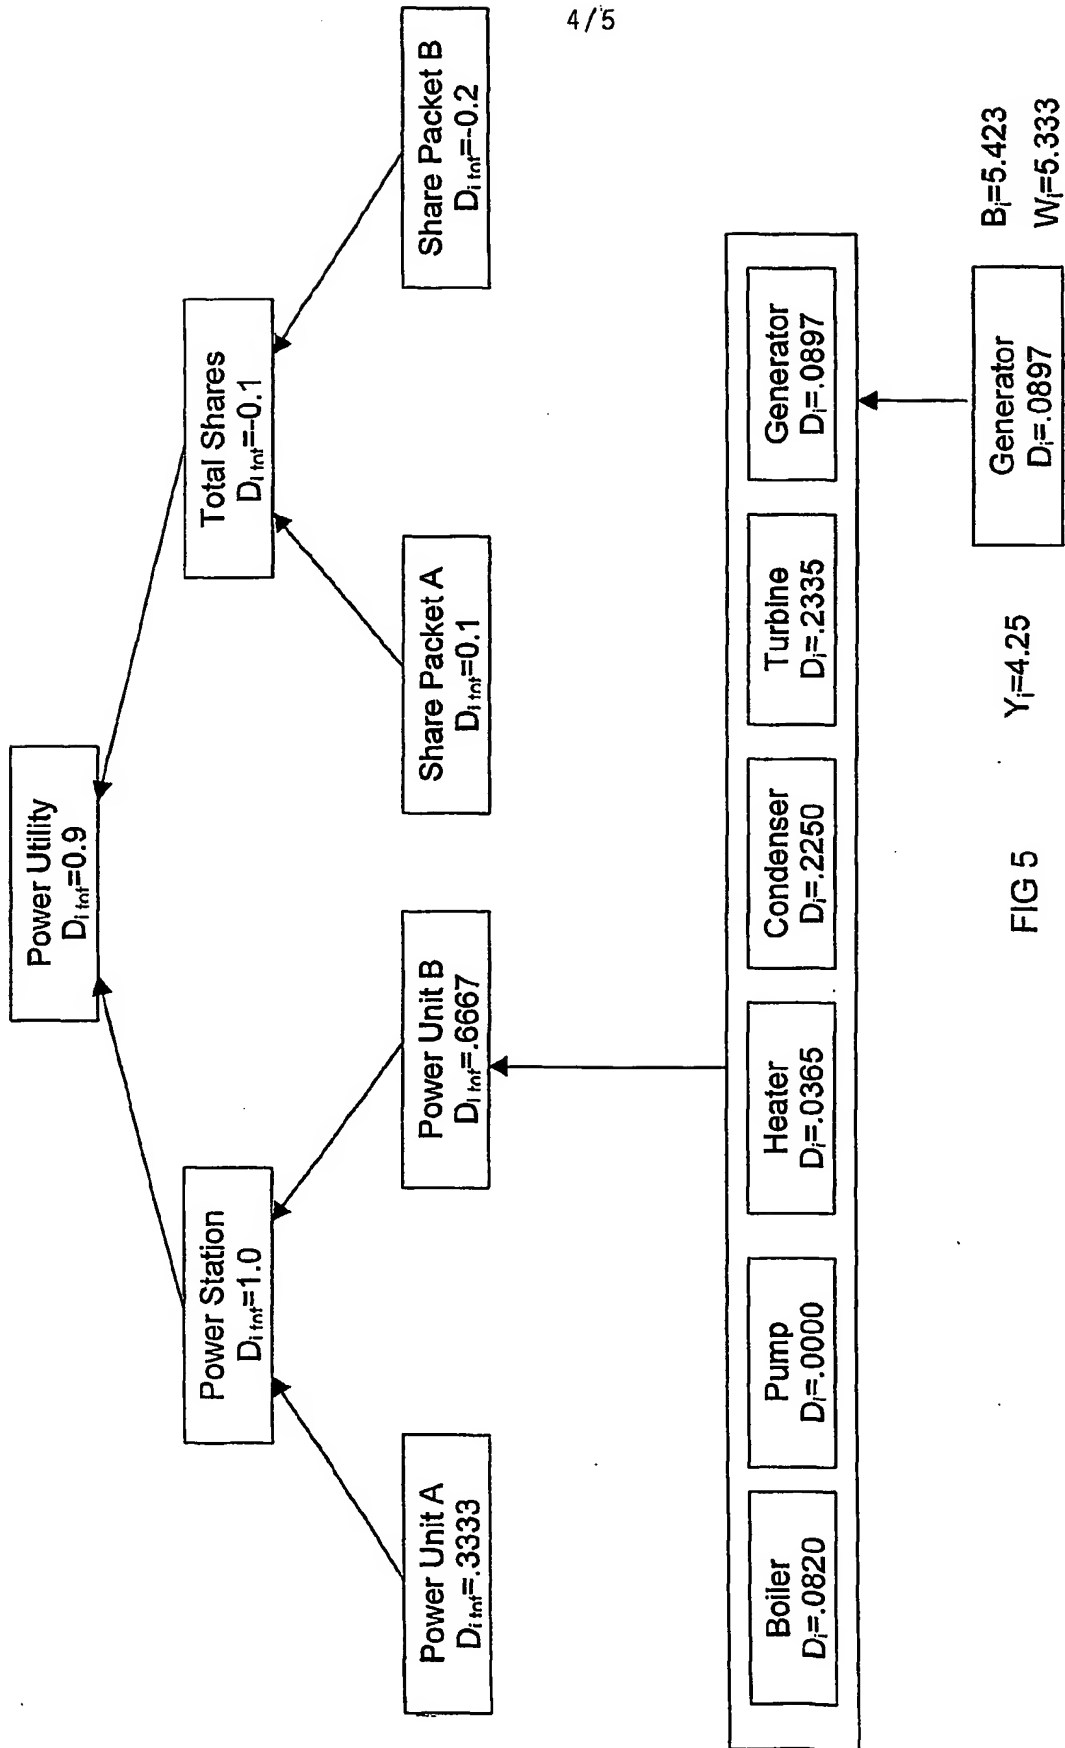 4/5
Power Utility
Di tnf=0.9
Power Station
Di tnf=1.0
Total Shares
Di tnf=-0.1
Power Unit A
Di tnf=.3333
Power Unit B
Di tnf=.6667
Share Packet A
Di tnf=0.1
Share Packet B
Di tnf=-0.2
Boiler
Di=.0820
Pump
Di=.0000
Heater
Di=.0365
Condenser
Di=.2250
Turbine
Di=.2335
Generator
Di=.0897
Generator
Di=.0897
Yi=4.25
Bi=5.423
Wi=5.333
FIG 5